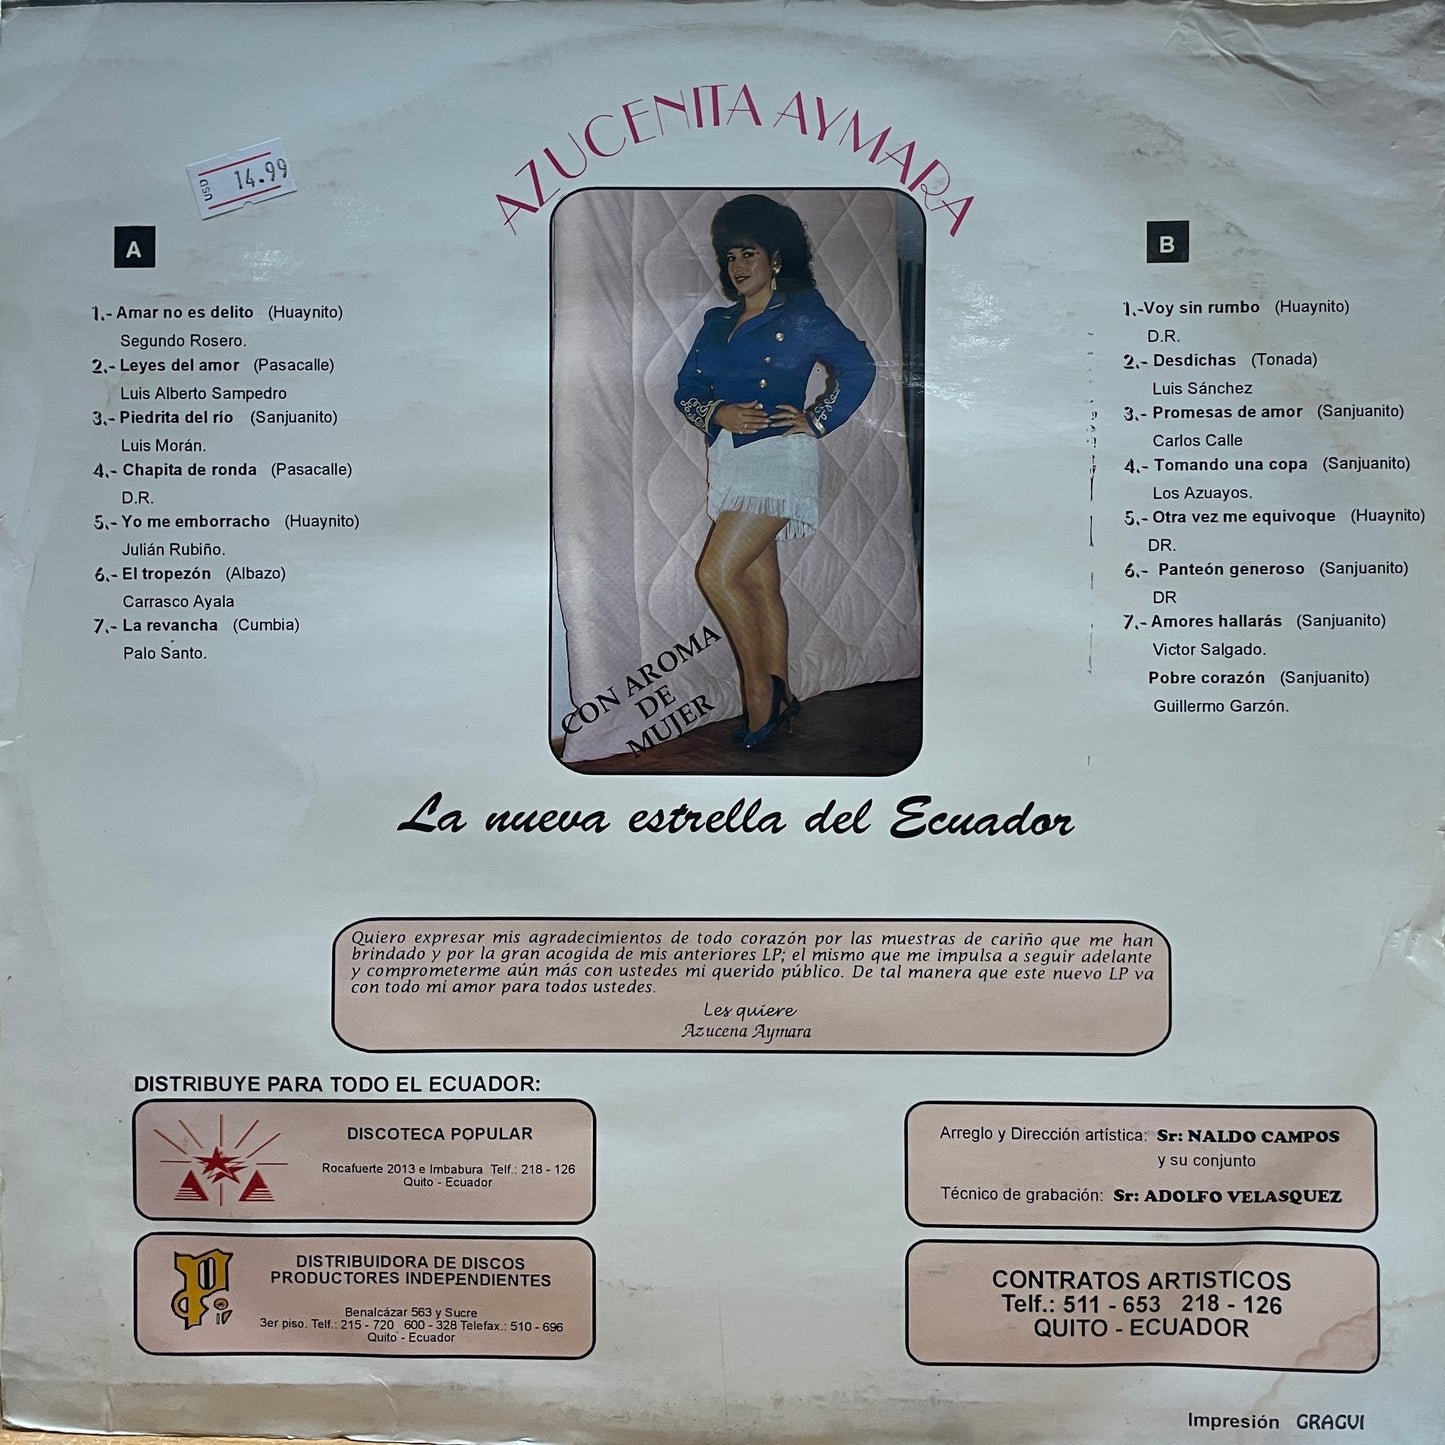 AZUCENITA AYMARA
USD 14.99
A
1.- Amar no es delito (Huaynito)
Segundo Rosero.
2.- Leyes del amor (Pasacalle)
Luis Alberto Sampedro
3.- Piedrita del río (Sanjuanito)
Luis Morán.
4.- Chapita de ronda (Pasacalle)
D.R.
5.- Yo me emborracho (Huaynito)
Julián Rubiño.
6.- El tropezón (Albazo)
Carrasco Ayala
7.- La revancha (Cumbia)
Palo Santo.
B
1.-Voy sin rumbo (Huaynito)
D.R.
2.- Desdichas (Tonada)
Luis Sánchez
3.- Promesas de amor (Sanjuanito)
Carlos Calle
4.- Tomando una copa (Sanjuanito)
Los Azuayos.
5.- Otra vez me equivoque (Huaynito)
DR.
6.- Panteón generoso (Sanjuanito)
DR
7.- Amores hallarás (Sanjuanito)
Victor Salgado.
Pobre corazón (Sanjuanito)
Guillermo Garzón.
CON AROMA
DE
MUJER
La nueva estrella del Ecuador
Quiero expresar mis agradecimientos de todo corazón por las muestras de cariño que me han
brindado y por la gran acogida de mis anteriores LP; el mismo que me impulsa a seguir adelante
y comprometerme aún más con ustedes mi querido público. De tal manera que este nuevo LP va
con todo mi amor para todos ustedes.
Les quiere
Azucena Aymara
DISTRIBUYE PARA TODO EL ECUADOR:
DISCOTECA POPULAR
Rocafuerte 2013 e Imbabura Telf.: 218 - 126
Quito - Ecuador
DISTRIBUIDORA DE DISCOS
PRODUCTORES INDEPENDIENTES
Benalcázar 563 y Sucre
3er piso. Telf.: 215 - 720 600 - 328 Telefax.: 510 - 696
Quito - Ecuador
Arreglo y Dirección artística: Sr: NALDO CAMPOS
y su conjunto
Técnico de grabación: Sr: ADOLFO VELASQUEZ
CONTRATOS ARTISTICOS
Telf.: 511 - 653 218 - 126
QUITO - ECUADOR
Impresión GRAGUI